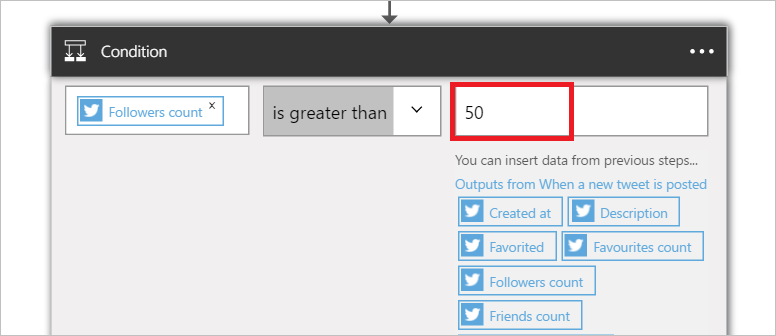 Condition
Followers count x is greater than 50
You can insert data from previous steps...
Outputs from When a new tweet is posted
Created at Description
Favorited Favourites count
Followers count
Friends count